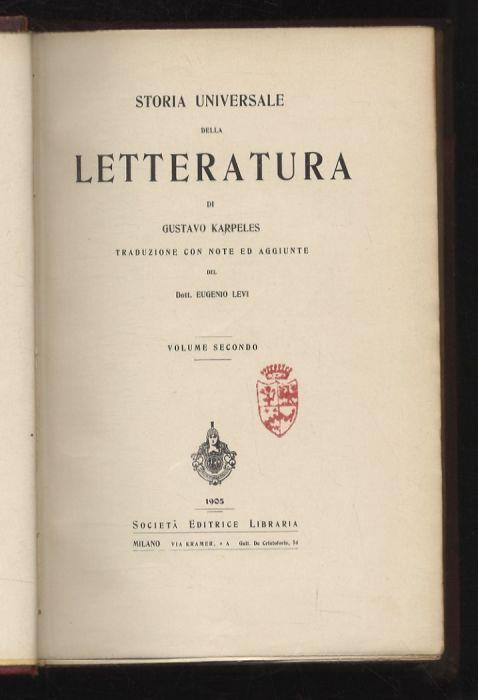 STORIA UNIVERSALE
DELLA
LETTERATURA
DI
GUSTAVO KARPELES
TRADUZIONE CON NOTE ED AGGIUNTE
DEL
Dott. EUGENIO LEVI
VOLUME SECONDO
1905
SOCIETÀ EDITRICE LIBRARIA
MILANO VIA KRAMER, 4 A Gall. De Cristoforis, 54